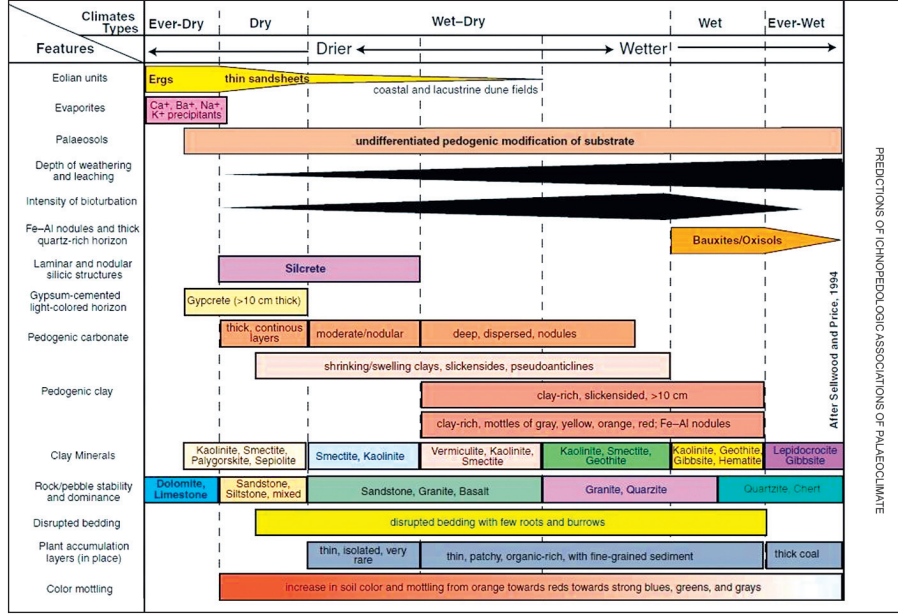 Climates
Types
Features
Ever-Dry
Dry
Wet–Dry
Wet
Ever-Wet
Drier
Wetter
Eolian units
Ergs
thin sandsheets
coastal and lacustrine dune fields
Evaporites
Ca+, Ba+, Na+,
K+ precipitants
Palaeosols
undifferentiated pedogenic modification of substrate
Depth of weathering
and leaching
Intensity of bioturbation
Fe–Al nodules and thick
quartz-rich horizon
Bauxites/Oxisols
Laminar and nodular
silicic structures
Silcrete
Gypsum-cemented
light-colored horizon
Gypcrete (>10 cm thick)
Pedogenic carbonate
thick, continous
layers
moderate/nodular
deep, dispersed, nodules
shrinking/swelling clays, slickensides, pseudoanticlines
Pedogenic clay
clay-rich, slickensided, >10 cm
clay-rich, mottles of gray, yellow, orange, red; Fe–Al nodules
Clay Minerals
Kaolinite, Smectite,
Palygorskite, Sepiolite
Smectite, Kaolinite
Vermiculite, Kaolinite,
Smectite
Kaolinite, Smectite,
Geothite
Kaolinite, Geothite,
Gibbsite, Hematite
Lepidocrocite
Gibbsite
Rock/pebble stability
and dominance
Dolomite,
Limestone
Sandstone,
Siltstone, mixed
Sandstone, Granite, Basalt
Granite, Quarzite
Quartzite, Chert
Disrupted bedding
disrupted bedding with few roots and burrows
Plant accumulation
layers (in place)
thin, isolated, very
rare
thin, patchy, organic-rich, with fine-grained sediment
thick coal
Color mottling
increase in soil color and mottling from orange towards reds towards strong blues, greens, and grays
After Sellwood and Price, 1994
PREDICTIONS OF ICHNOPEDOLOGIC ASSOCIATIONS OF PALAEOCLIMATE